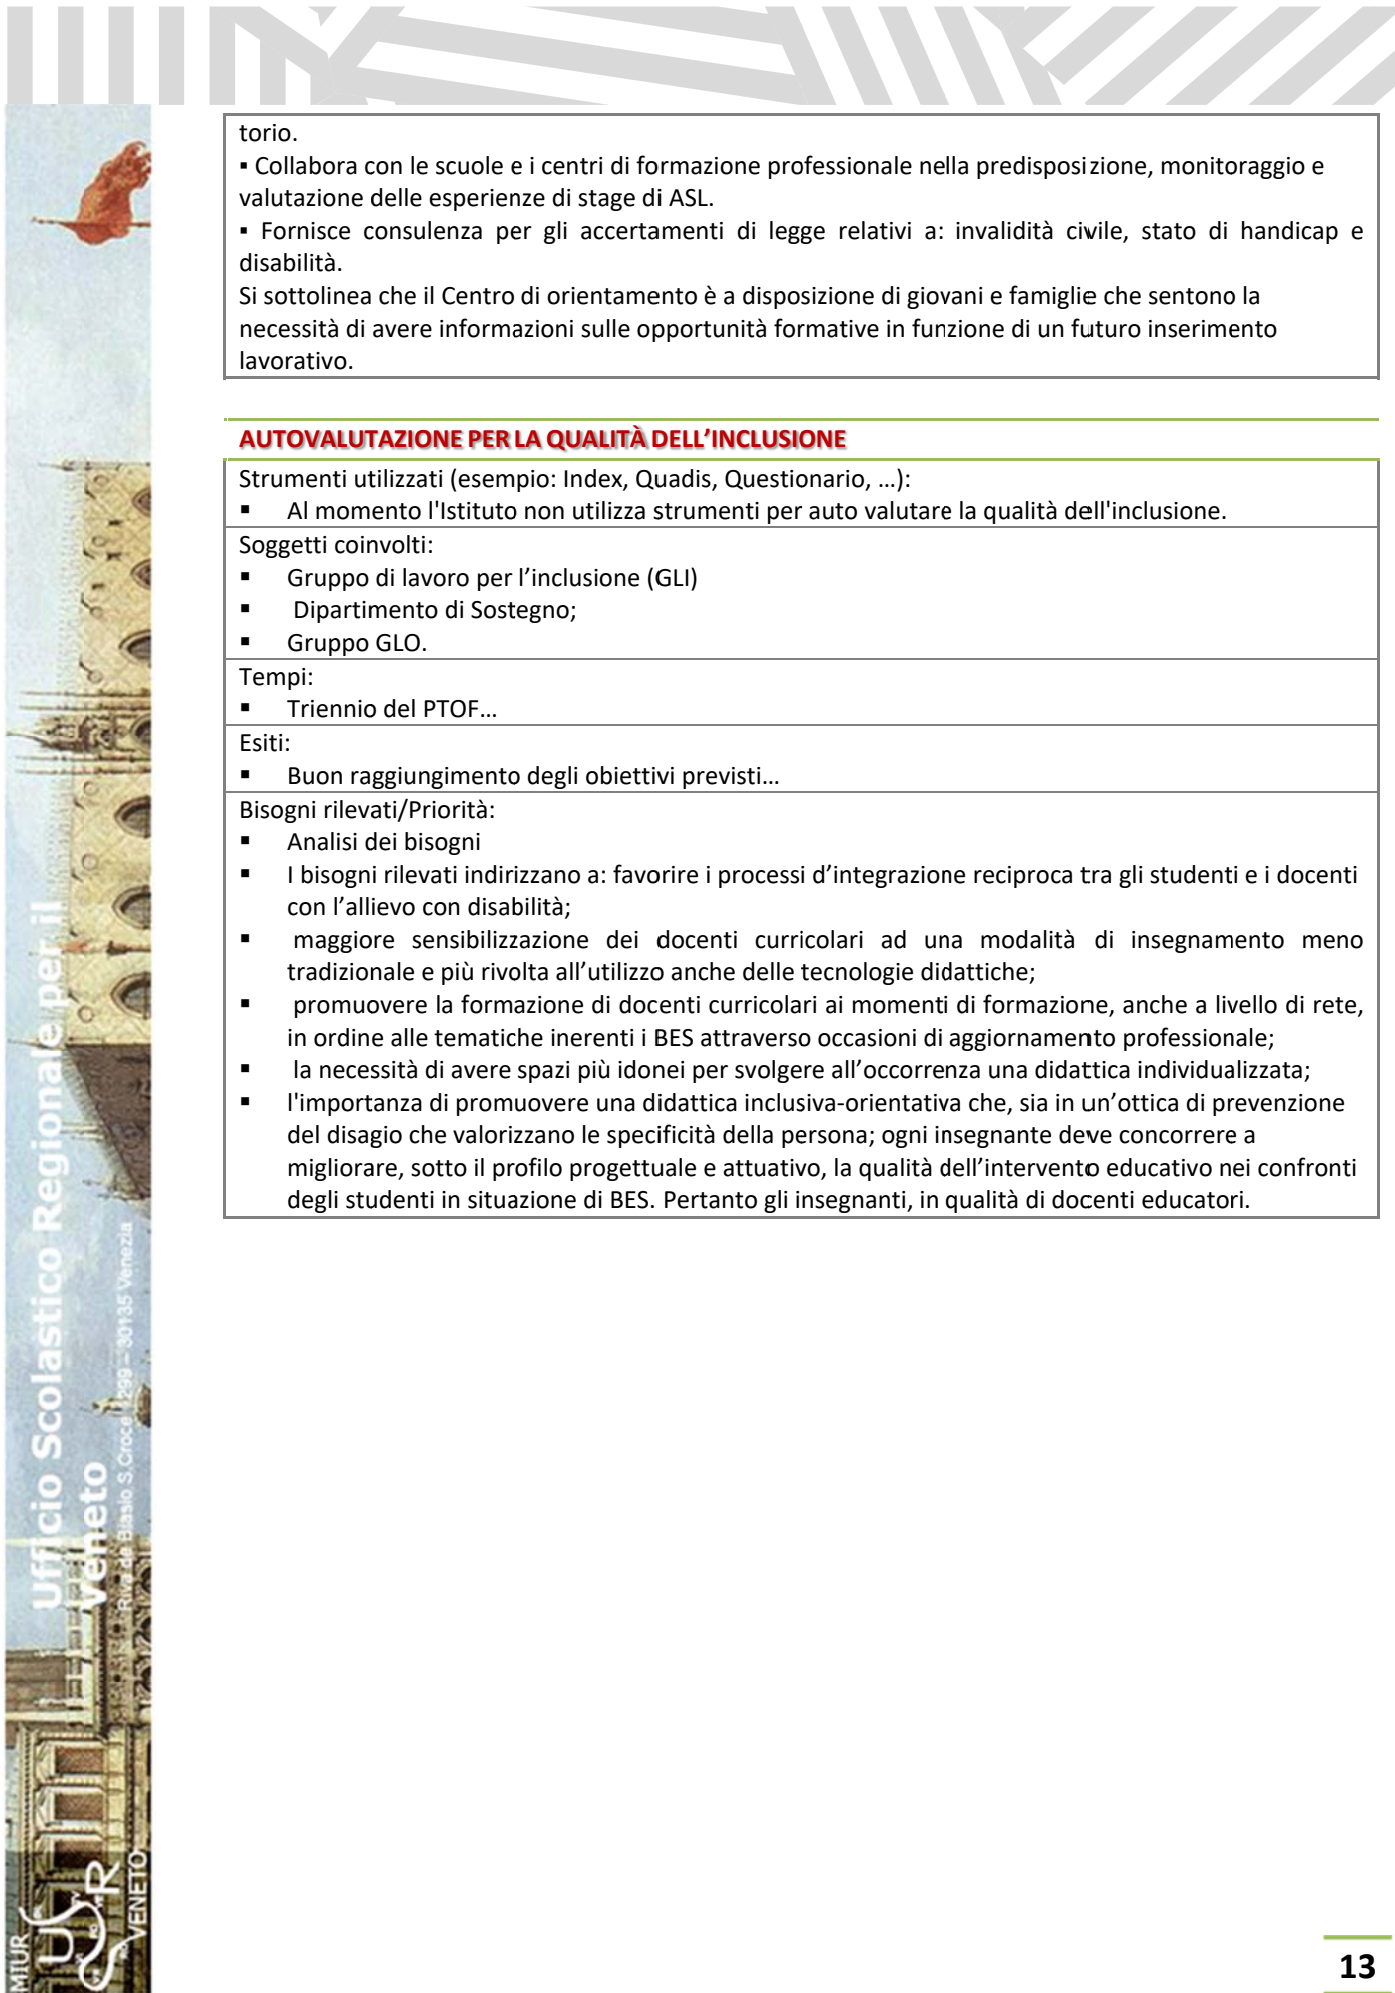 torio.
▪ Collabora con le scuole e i centri di formazione professionale nella predisposizione, monitoraggio e
valutazione delle esperienze di stage di ASL.
▪ Fornisce consulenza per gli accertamenti di legge relativi a: invalidità civile, stato di handicap e
disabilità.
Si sottolinea che il Centro di orientamento è a disposizione di giovani e famiglie che sentono la
necessità di avere informazioni sulle opportunità formative in funzione di un futuro inserimento
lavorativo.
AUTOVALUTAZIONE PER LA QUALITÀ DELL’INCLUSIONE
Strumenti utilizzati (esempio: Index, Quadis, Questionario, …):
▪ Al momento l'Istituto non utilizza strumenti per auto valutare la qualità dell'inclusione.
Soggetti coinvolti:
▪ Gruppo di lavoro per l’inclusione (GLI)
▪ Dipartimento di Sostegno;
▪ Gruppo GLO.
Tempi:
▪ Triennio del PTOF…
Esiti:
▪ Buon raggiungimento degli obiettivi previsti…
Bisogni rilevati/Priorità:
▪ Analisi dei bisogni
▪ I bisogni rilevati indirizzano a: favorire i processi d’integrazione reciproca tra gli studenti e i docenti
con l’allievo con disabilità;
▪ maggiore sensibilizzazione dei docenti curricolari ad una modalità di insegnamento meno
tradizionale e più rivolta all’utilizzo anche delle tecnologie didattiche;
▪ promuovere la formazione di docenti curricolari ai momenti di formazione, anche a livello di rete,
in ordine alle tematiche inerenti i BES attraverso occasioni di aggiornamento professionale;
▪ la necessità di avere spazi più idonei per svolgere all’occorrenza una didattica individualizzata;
▪ l'importanza di promuovere una didattica inclusiva-orientativa che, sia in un’ottica di prevenzione
del disagio che valorizzano le specificità della persona; ogni insegnante deve concorrere a
migliorare, sotto il profilo progettuale e attuativo, la qualità dell’intervento educativo nei confronti
degli studenti in situazione di BES. Pertanto gli insegnanti, in qualità di docenti educatori.
Ufficio Scolastico Regionale per il
Veneto
Riva de Biasio S.Croce 1299 – 30135 Venezia
MIUR
USR
VENETO
13